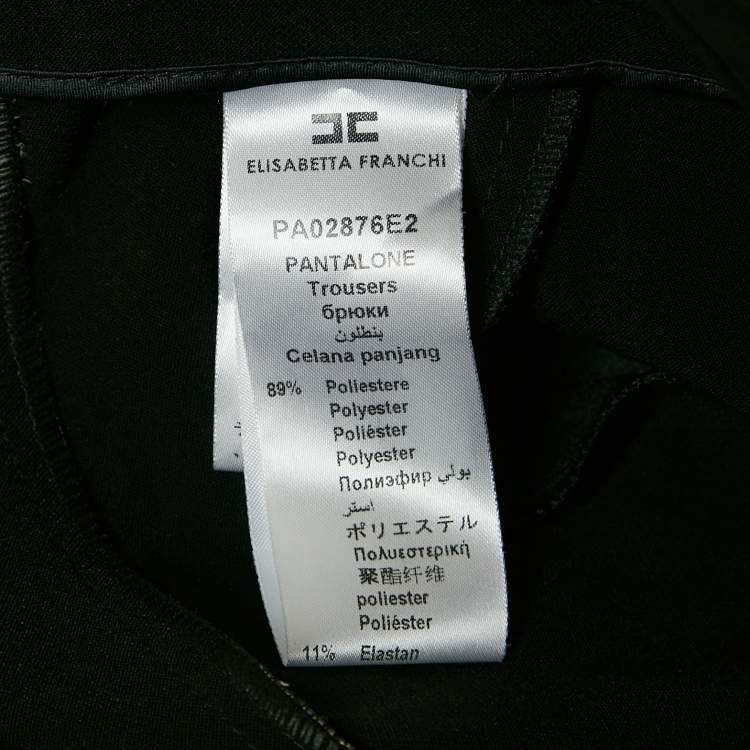 ELISABETTA FRANCHI
PA02876E2
PANTALONE
Trousers
брюки
بنطلون
Celana panjang
89% Poliestere
Polyester
Poliéster
Polyester
Полиэфир بولي
استر
ポリエステル
Πολυεστερική
聚酯纤维
poliester
Poliéster
11% Elastan